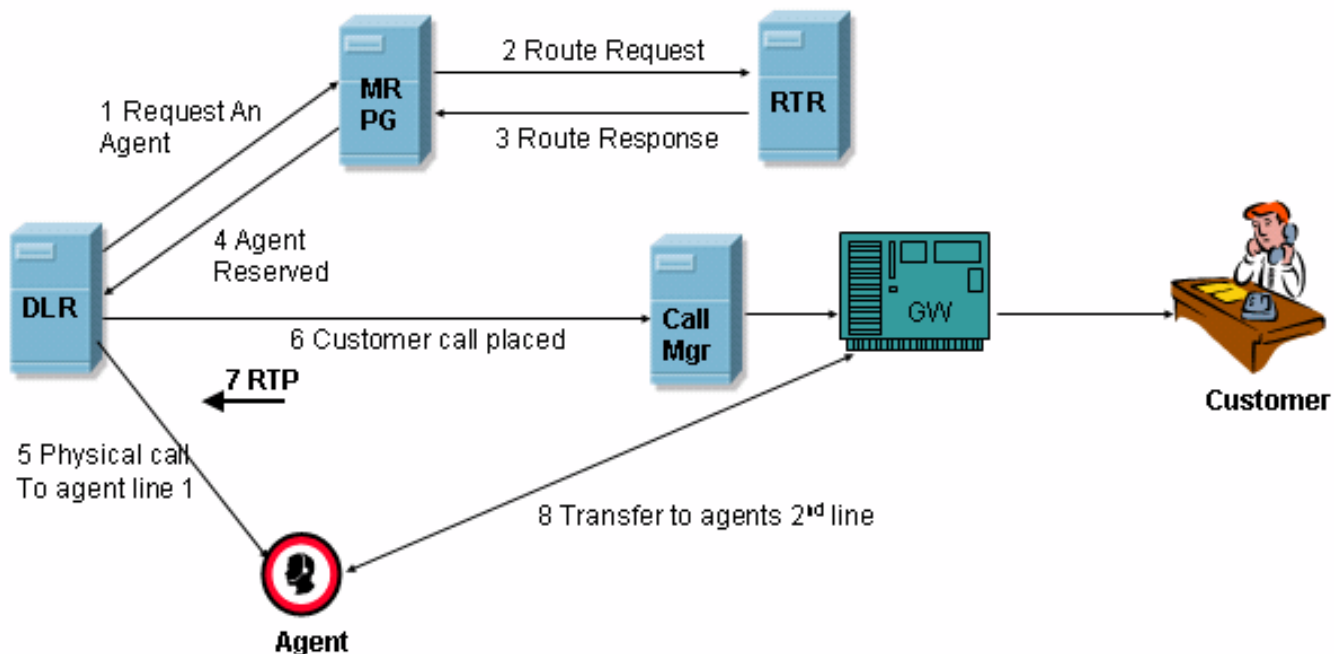 2 Route Request
MR
PG
RTR
1 Request An
Agent
3 Route Response
4 Agent
Reserved
DLR
Call
Mgr
GW
6 Customer call placed
7 RTP
Customer
5 Physical call
To agent line 1
8 Transfer to agents 2nd line
Agent